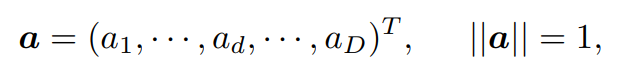 a = (a₁, ⋯, a_d, ⋯, a_D)ᵀ, ||a|| = 1,